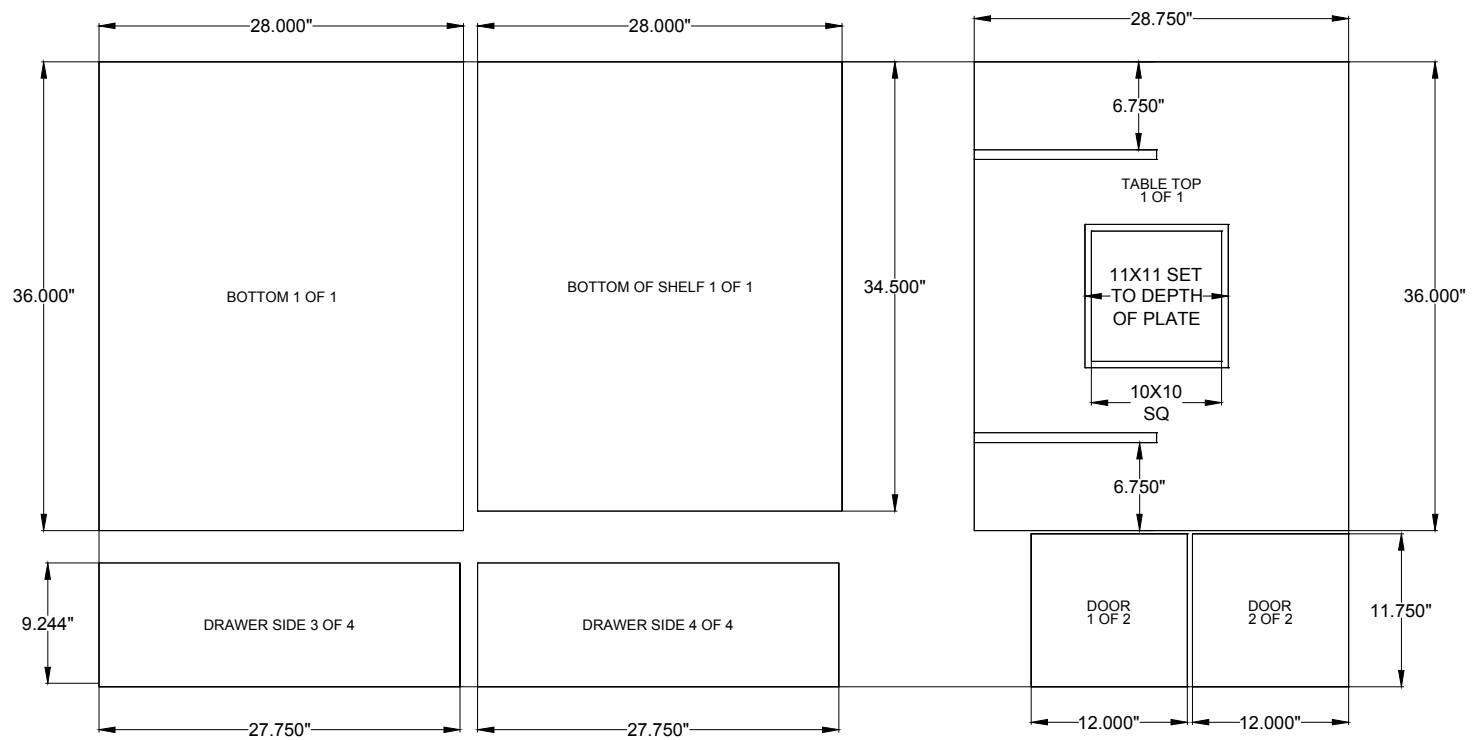 28.000"
28.000"
28.750"
6.750"
TABLE TOP
1 OF 1
36.000"
BOTTOM 1 OF 1
BOTTOM OF SHELF 1 OF 1
34.500"
11X11 SET
TO DEPTH
OF PLATE
36.000"
10X10
SQ
6.750"
9.244"
DRAWER SIDE 3 OF 4
DRAWER SIDE 4 OF 4
DOOR
1 OF 2
DOOR
2 OF 2
11.750"
27.750"
27.750"
12.000"
12.000"